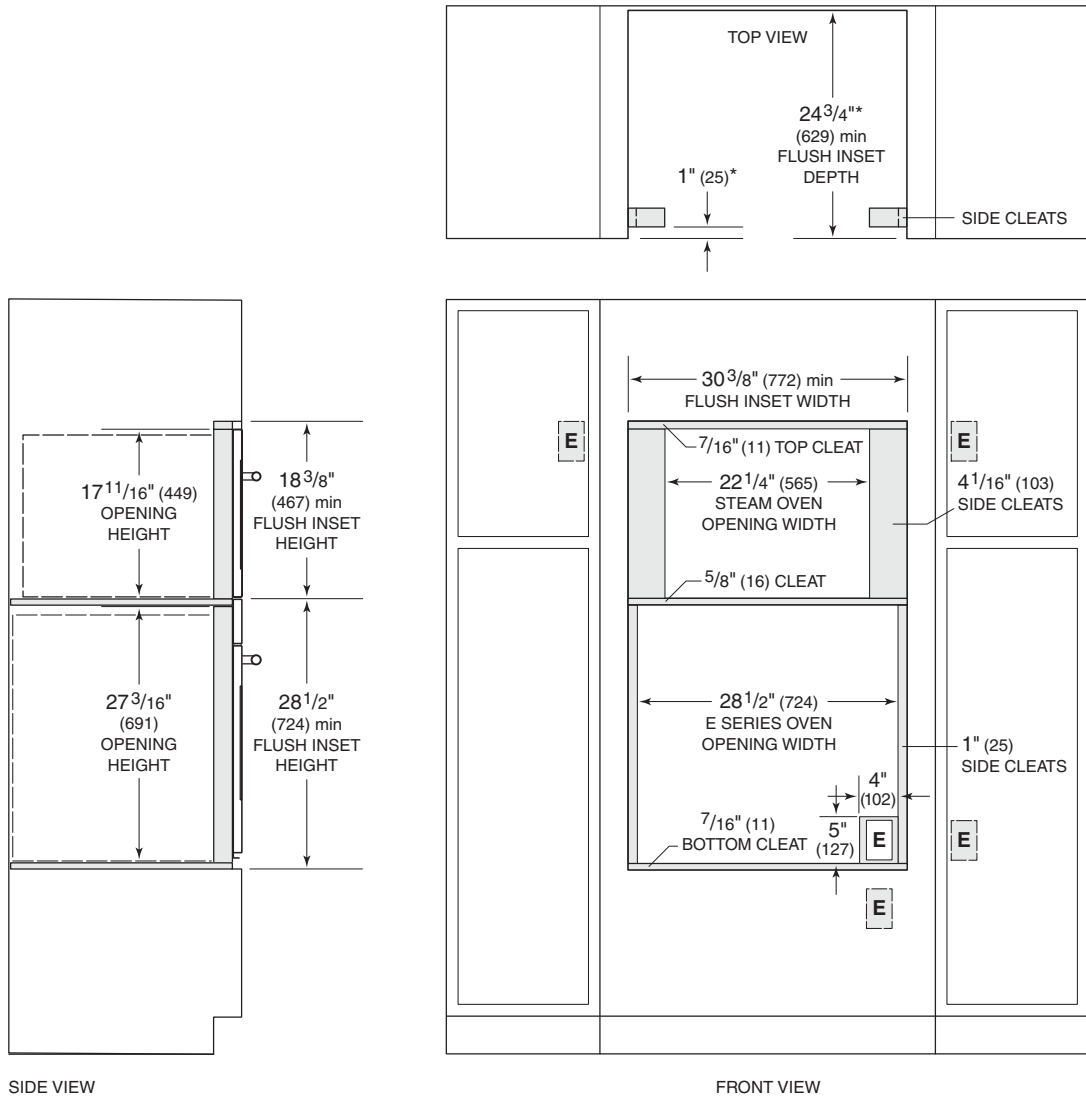 TOP VIEW
24 3/4"*
(629) min
FLUSH INSET
DEPTH
1" (25)*
SIDE CLEATS
30 3/8" (772) min
FLUSH INSET WIDTH
E
7/16" (11) TOP CLEAT
E
17 11/16" (449)
OPENING
HEIGHT
18 3/8"
(467) min
FLUSH INSET
HEIGHT
22 1/4" (565)
STEAM OVEN
OPENING WIDTH
4 1/16" (103)
SIDE CLEATS
5/8" (16) CLEAT
27 3/16"
(691)
OPENING
HEIGHT
28 1/2"
(724) min
FLUSH INSET
HEIGHT
28 1/2" (724)
E SERIES OVEN
OPENING WIDTH
1" (25)
SIDE CLEATS
4"
(102)
7/16" (11)
BOTTOM CLEAT
5"
(127)
E
E
E
SIDE VIEW
FRONT VIEW